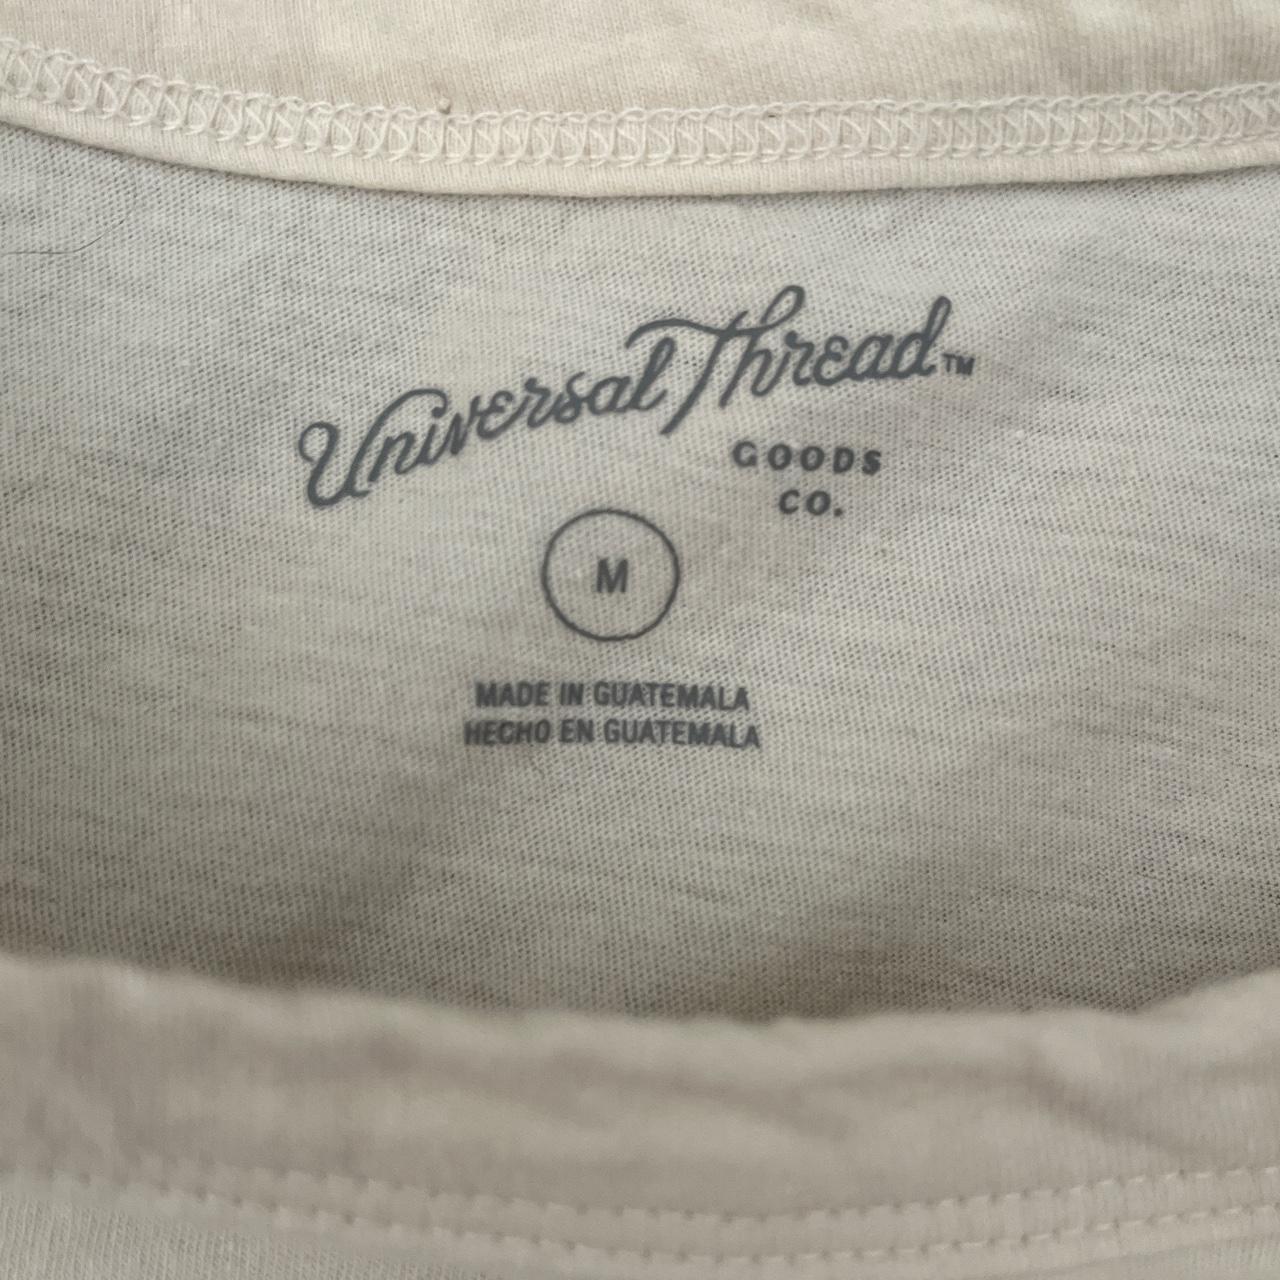 Universal Thread™
GOODS
CO.
M
MADE IN GUATEMALA
HECHO EN GUATEMALA